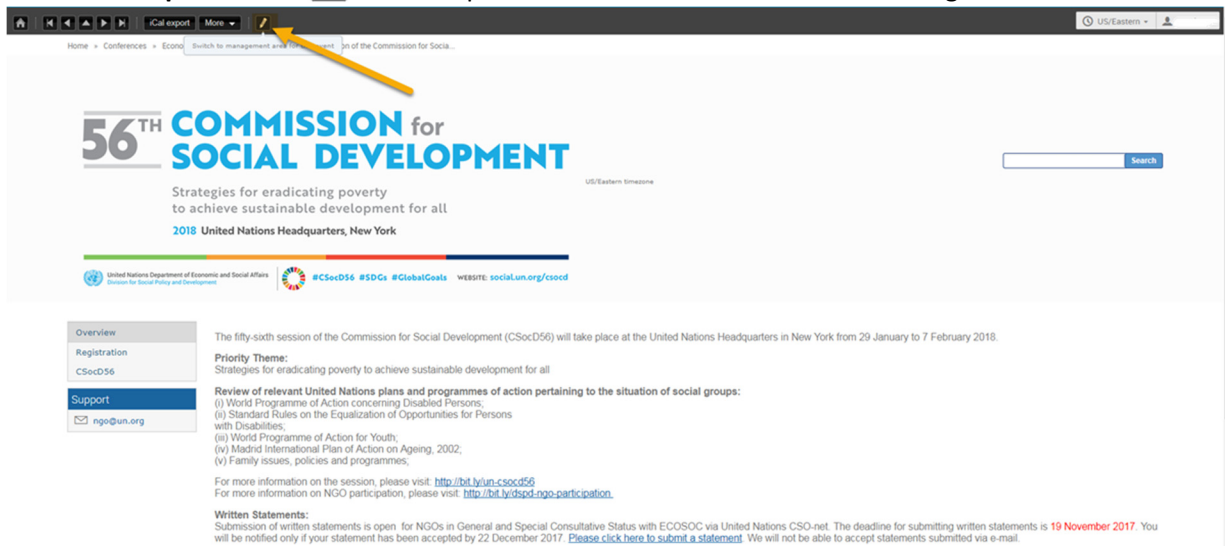 iCal export More
US/Eastern
Home » Conferences » Econo
Switch to management area for this event
on of the Commission for Socia...
56TH COMMISSION for
SOCIAL DEVELOPMENT
Search
US/Eastern timezone
Strategies for eradicating poverty
to achieve sustainable development for all
2018 United Nations Headquarters, New York
United Nations Department of Economic and Social Affairs
Division for Social Policy and Development
#CSocD56 #SDGs #GlobalGoals WEBSITE: social.un.org/csocd
Overview
Registration
CSocD56
Support
ngo@un.org
The fifty-sixth session of the Commission for Social Development (CSocD56) will take place at the United Nations Headquarters in New York from 29 January to 7 February 2018.
Priority Theme:
Strategies for eradicating poverty to achieve sustainable development for all
Review of relevant United Nations plans and programmes of action pertaining to the situation of social groups:
(i) World Programme of Action concerning Disabled Persons;
(ii) Standard Rules on the Equalization of Opportunities for Persons
with Disabilities;
(iii) World Programme of Action for Youth;
(iv) Madrid International Plan of Action on Ageing, 2002;
(v) Family issues, policies and programmes;
For more information on the session, please visit: http://bit.ly/un-csocd56
For more information on NGO participation, please visit: http://bit.ly/dspd-ngo-participation
Written Statements:
Submission of written statements is open for NGOs in General and Special Consultative Status with ECOSOC via United Nations CSO-net. The deadline for submitting written statements is 19 November 2017. You
will be notified only if your statement has been accepted by 22 December 2017. Please click here to submit a statement. We will not be able to accept statements submitted via e-mail.